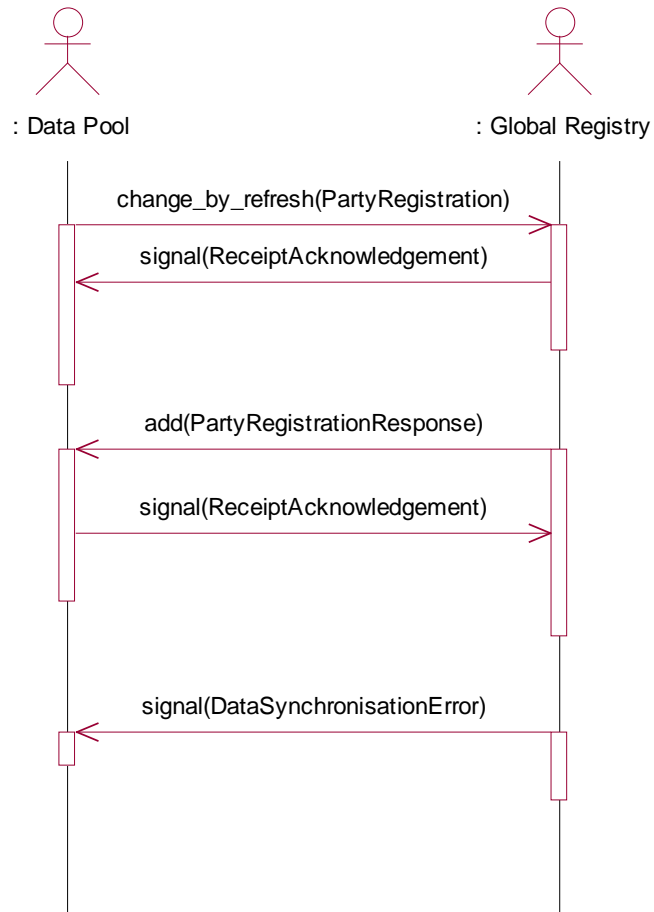 : Data Pool
: Global Registry
change_by_refresh(PartyRegistration)
signal(ReceiptAcknowledgement)
add(PartyRegistrationResponse)
signal(ReceiptAcknowledgement)
signal(DataSynchronisationError)